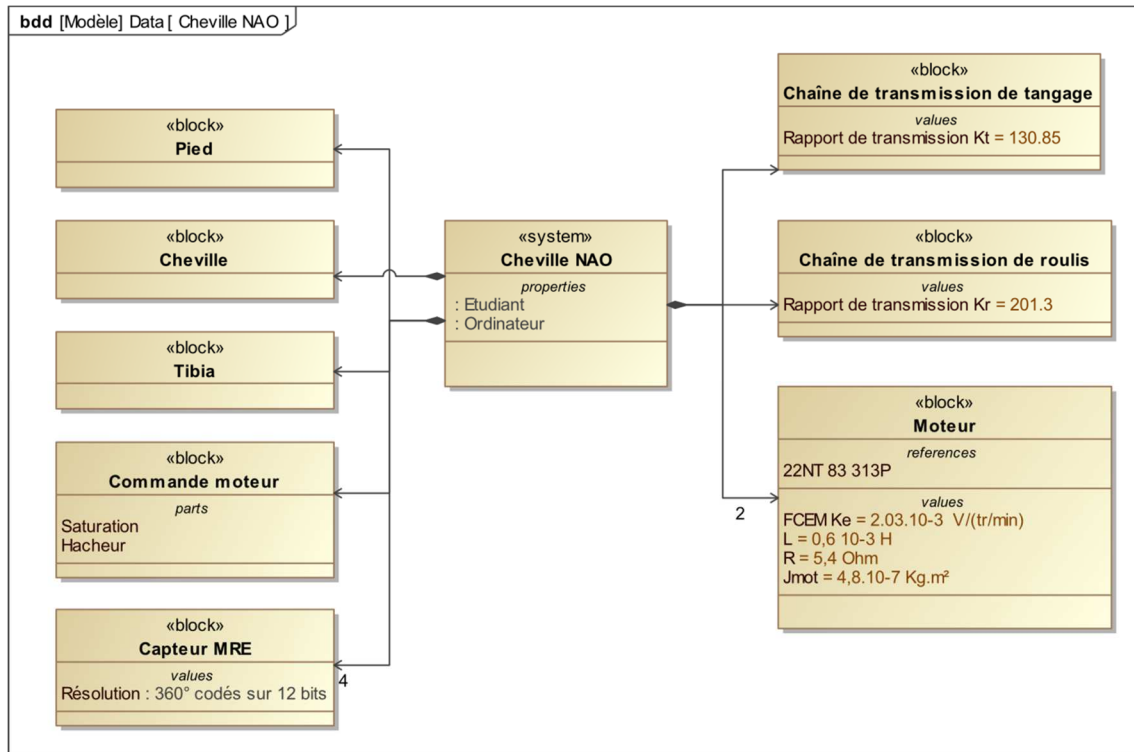 bdd [Modèle] Data [ Cheville NAO ]
«block»
Pied
«block»
Cheville
«block»
Tibia
«block»
Commande moteur
parts
Saturation
Hacheur
«block»
Capteur MRE
values
Résolution : 360° codés sur 12 bits
4
«system»
Cheville NAO
properties
: Etudiant
: Ordinateur
«block»
Chaîne de transmission de tangage
values
Rapport de transmission Kt = 130.85
«block»
Chaîne de transmission de roulis
values
Rapport de transmission Kr = 201.3
2
«block»
Moteur
references
22NT 83 313P
values
FCEM Ke = 2.03.10-3 V/(tr/min)
L = 0,6 10-3 H
R = 5,4 Ohm
Jmot = 4,8.10-7 Kg.m²